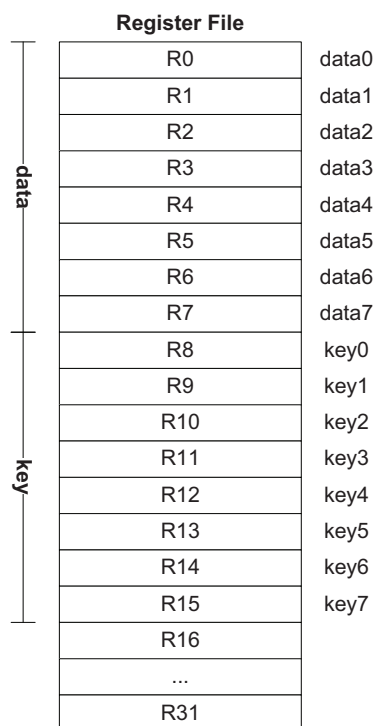 Register File
R0 data0
R1 data1
R2 data2
R3 data3
R4 data4
R5 data5
R6 data6
R7 data7
data
R8 key0
R9 key1
R10 key2
R11 key3
R12 key4
R13 key5
R14 key6
R15 key7
key
R16
...
R31